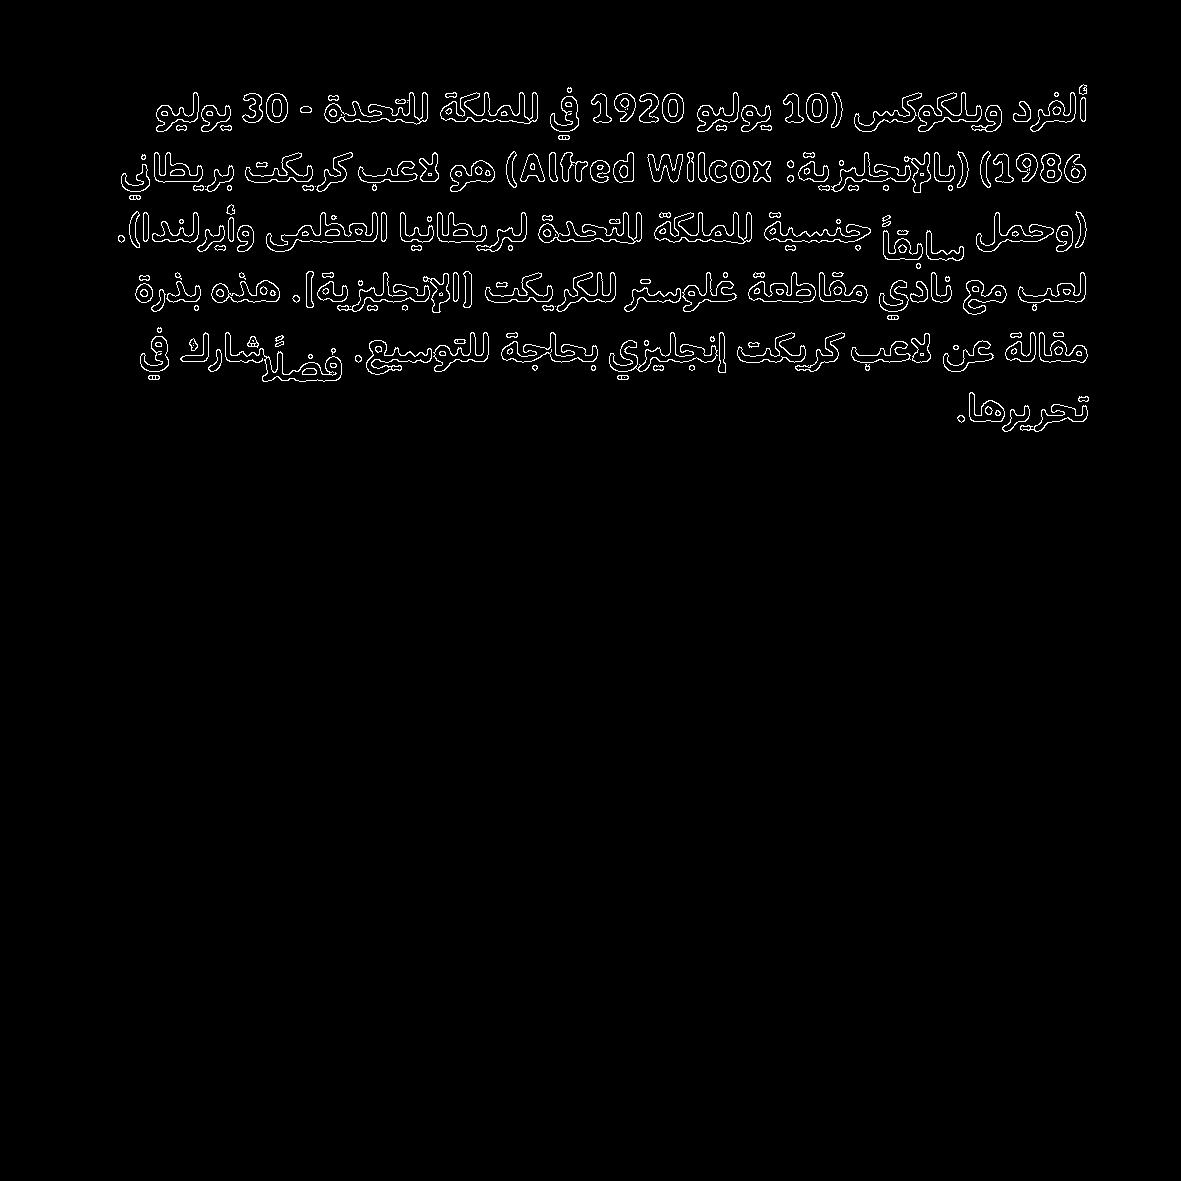 ألفرد ويلكوكس (10 يوليو 1920 في المملكة المتحدة - 30 يوليو
1986) (بالإنجليزية: Alfred Wilcox) هو لاعب كريكت بريطاني
(وحمل سابقاً جنسية المملكة المتحدة لبريطانيا العظمى وأيرلندا).
لعب مع نادي مقاطعة غلوستر للكريكت [الإنجليزية]. هذه بذرة
مقالة عن لاعب كريكت إنجليزي بحاجة للتوسيع. فضلاً شارك في
تحريرها.